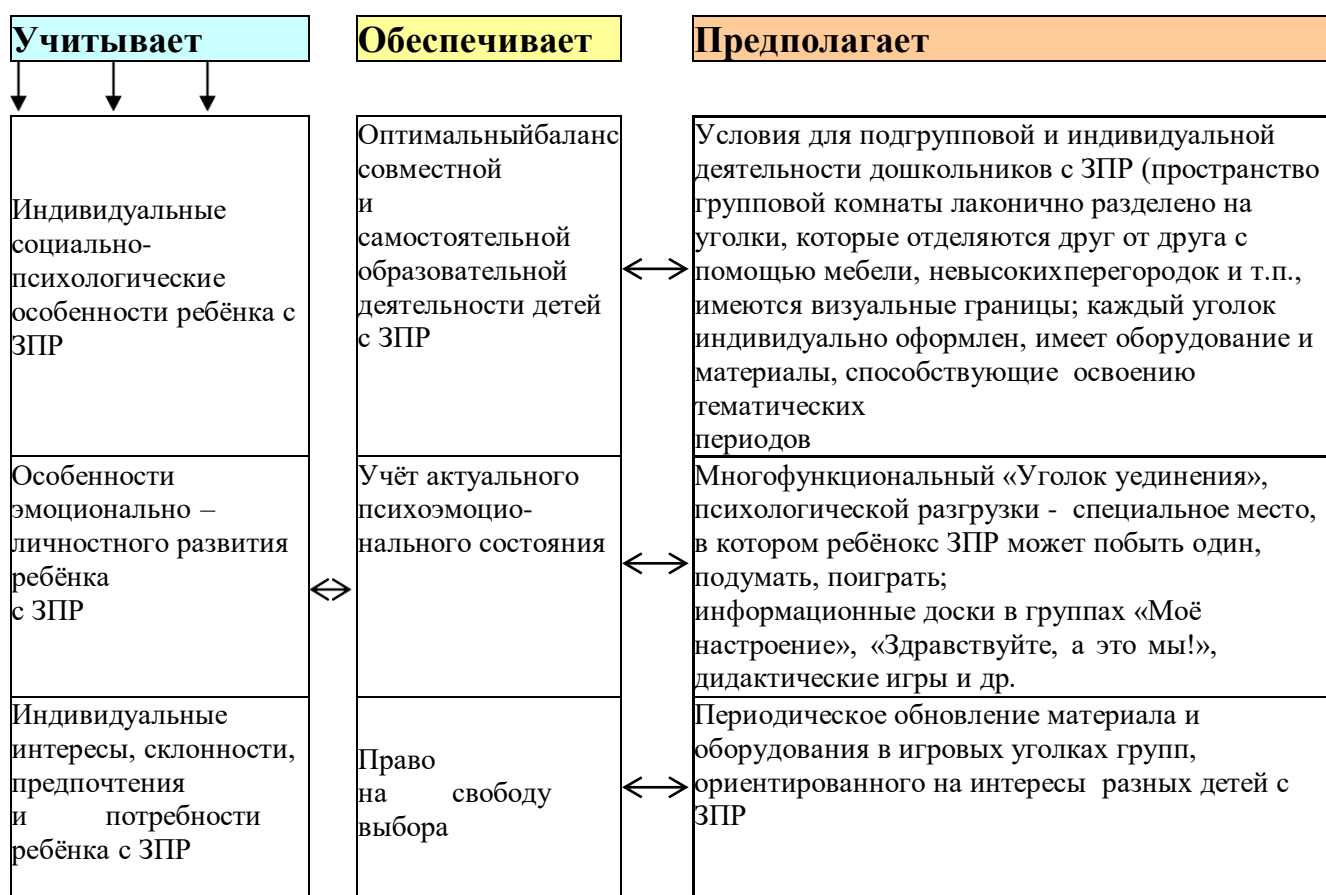 Учитывает
Обеспечивает
Предполагает
Индивидуальные
социально-
психологические
особенности ребёнка с
ЗПР
Оптимальныйбаланс
совместной
и
самостоятельной
образовательной
деятельности детей
с ЗПР
Условия для подгрупповой и индивидуальной
деятельности дошкольников с ЗПР (пространство
групповой комнаты лаконично разделено на
уголки, которые отделяются друг от друга с
помощью мебели, невысокихперегородок и т.п.,
имеются визуальные границы; каждый уголок
индивидуально оформлен, имеет оборудование и
материалы, способствующие освоению
тематических
периодов
Особенности
эмоционально –
личностного развития
ребёнка
с ЗПР
Учёт актуального
психоэмоцио-
нального состояния
Многофункциональный «Уголок уединения»,
психологической разгрузки - специальное место,
в котором ребёнокс ЗПР может побыть один,
подумать, поиграть;
информационные доски в группах «Моё
настроение», «Здравствуйте, а это мы!»,
дидактические игры и др.
Индивидуальные
интересы, склонности,
предпочтения
и потребности
ребёнка с ЗПР
Право
на свободу
выбора
Периодическое обновление материала и
оборудования в игровых уголках групп,
ориентированного на интересы разных детей с
ЗПР